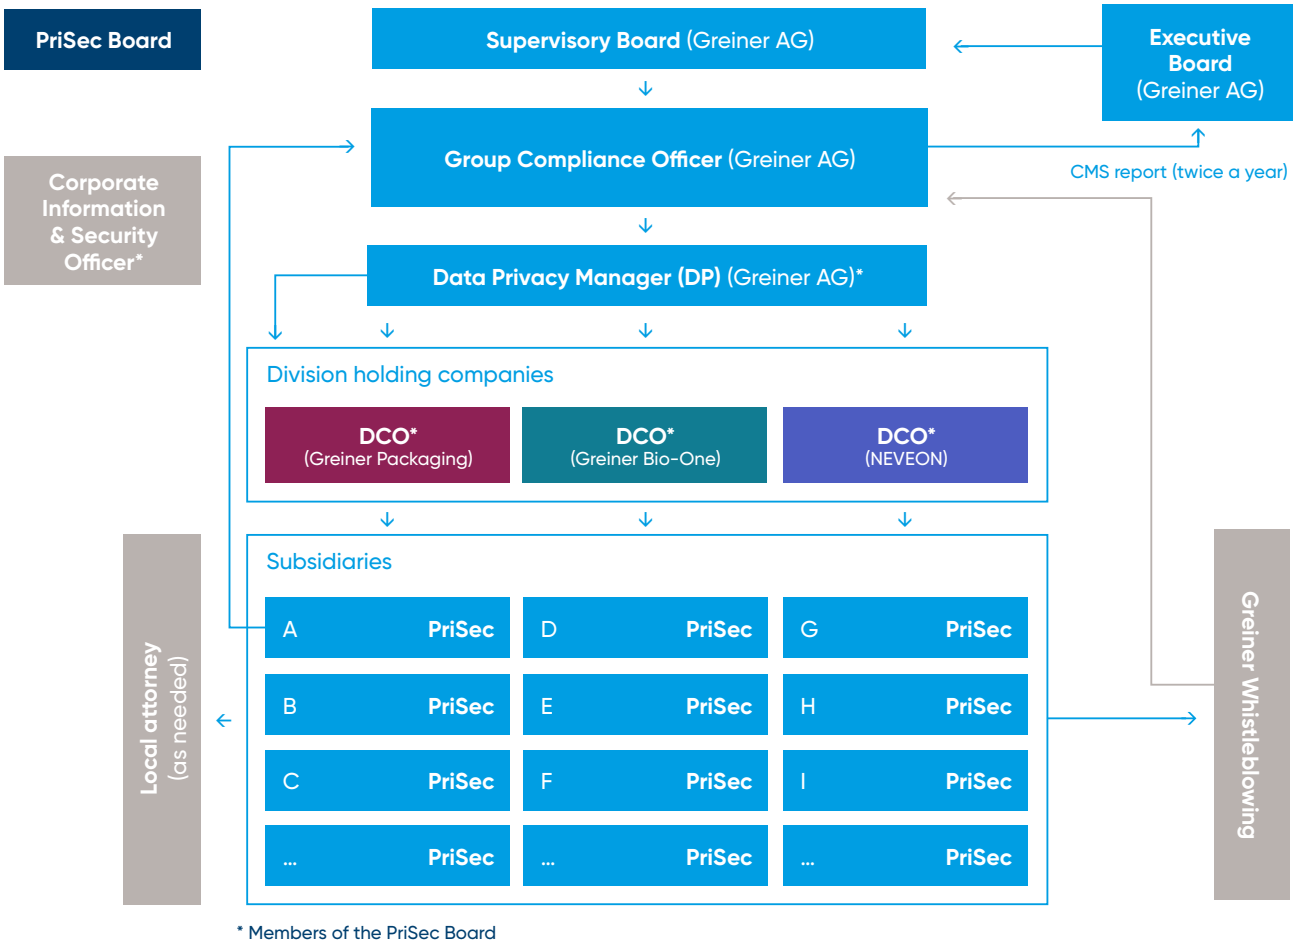 PriSec Board
Supervisory Board (Greiner AG)
Executive
Board
(Greiner AG)
Group Compliance Officer (Greiner AG)
CMS report (twice a year)
Corporate
Information
& Security
Officer*
Data Privacy Manager (DP) (Greiner AG)*
Division holding companies
DCO*
(Greiner Packaging)
DCO*
(Greiner Bio-One)
DCO*
(NEVEON)
Subsidiaries
A PriSec
D PriSec
G PriSec
B PriSec
E PriSec
H PriSec
C PriSec
F PriSec
I PriSec
... PriSec
... PriSec
... PriSec
Local attorney
(as needed)
Greiner Whistleblowing
* Members of the PriSec Board